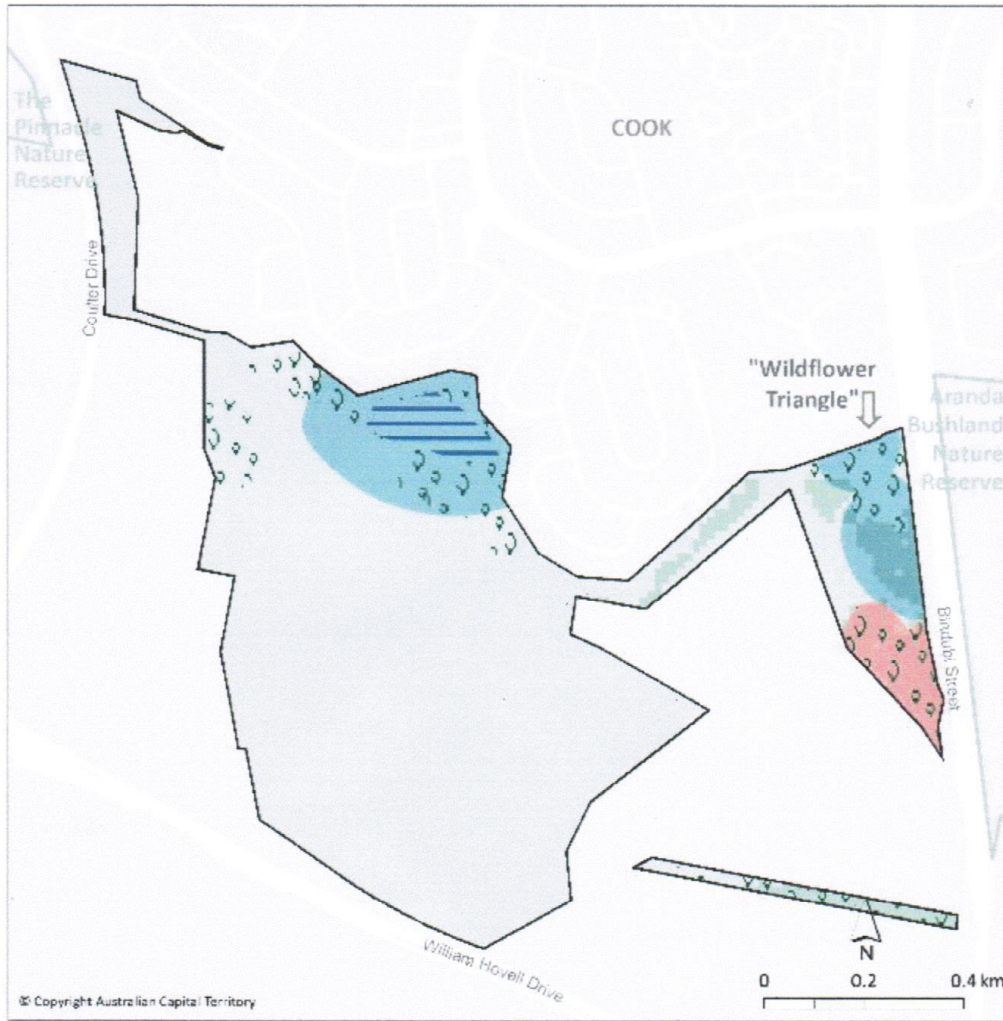 The
Pinnacle
Nature
Reserve
COOK
Coulter Drive
"Wildflower
Triangle"
Aranda
Bushland
Nature
Reserve
Bindubi Street
William Hovell Drive
N
0 0.2 0.4 km
© Copyright Australian Capital Territory